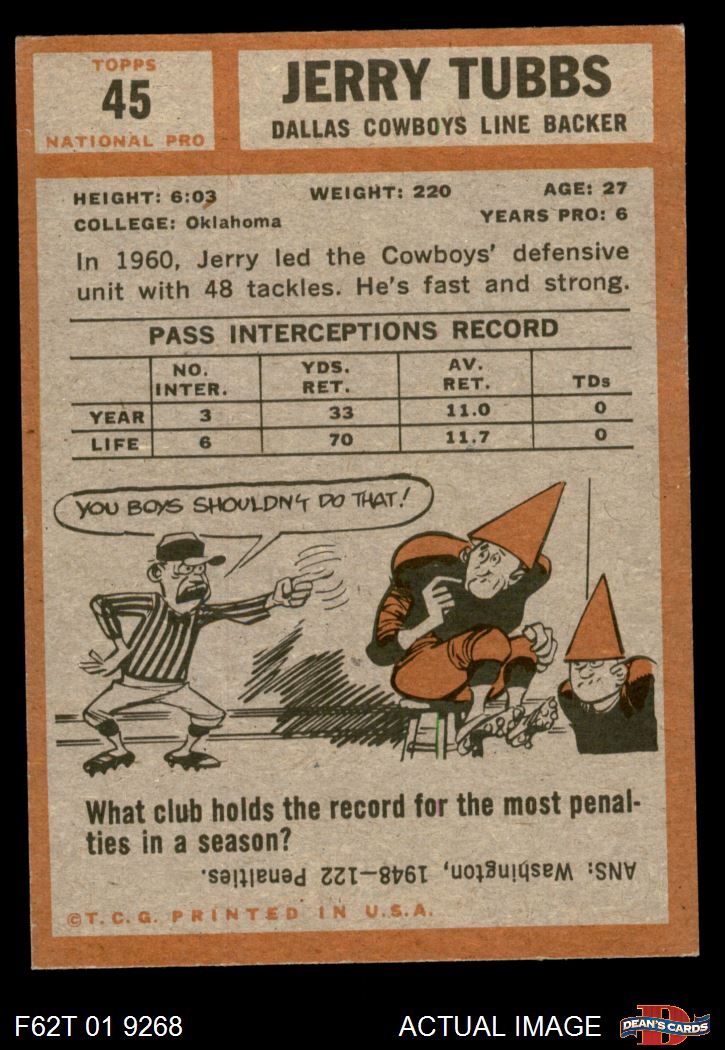 TOPPS
45
NATIONAL PRO
JERRY TUBBS
DALLAS COWBOYS LINE BACKER
HEIGHT: 6:03 WEIGHT: 220 AGE: 27
COLLEGE: Oklahoma YEARS PRO: 6
In 1960, Jerry led the Cowboys' defensive
unit with 48 tackles. He's fast and strong.
PASS INTERCEPTIONS RECORD
NO. INTER. YDS. RET. AV. RET. TDs
YEAR 3 33 11.0 0
LIFE 6 70 11.7 0
YOU BOYS SHOULDN'T DO THAT!
What club holds the record for the most penal-
ties in a season?
ANS: Washington, 1948—122 Penalties.
©T.C.G. PRINTED IN U.S.A.
F62T 01 9268 ACTUAL IMAGE D DEAN'S CARDS